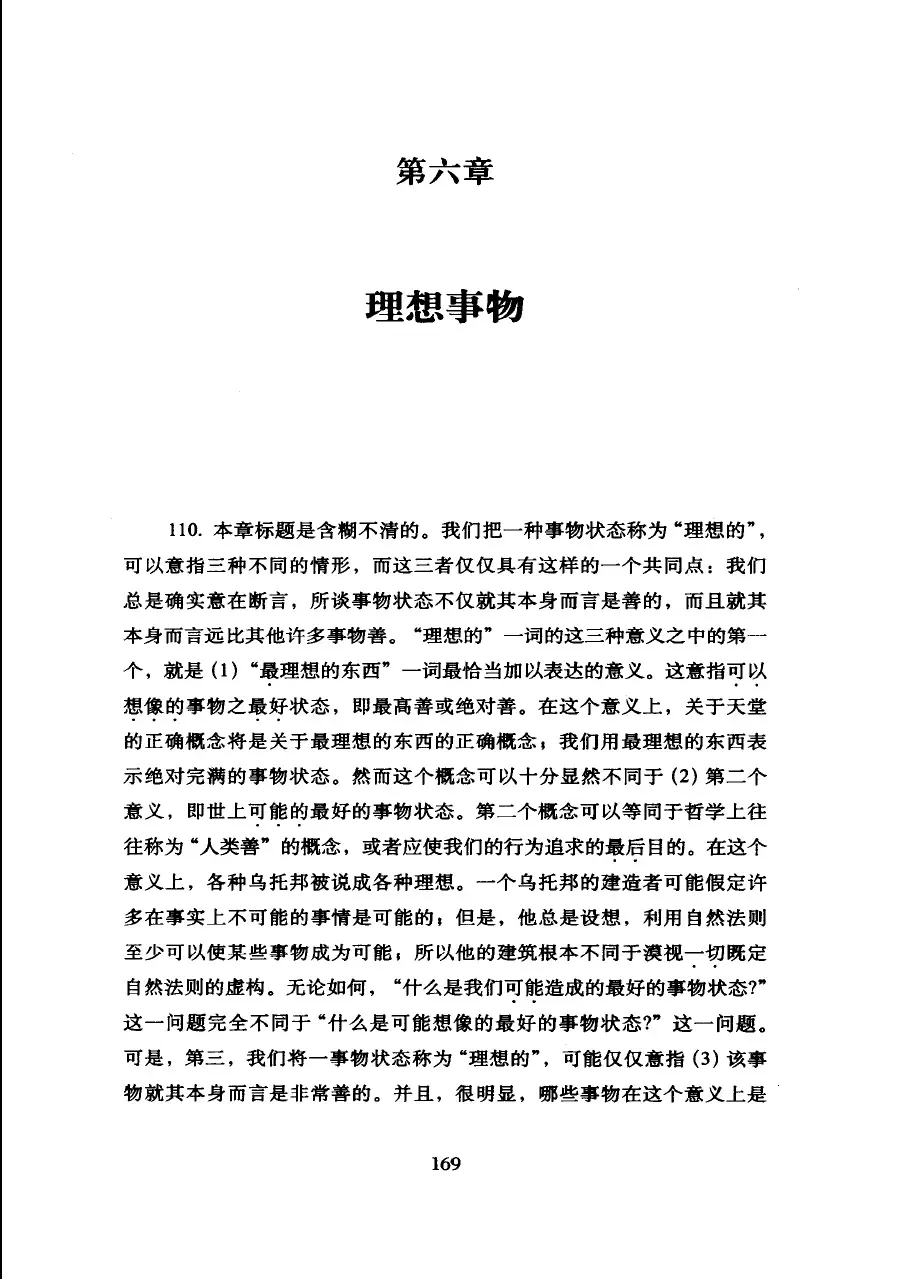 第六章
理想事物
110. 本章标题是含糊不清的。我们把一种事物状态称为“理想的”，
可以意指三种不同的情形，而这三者仅仅具有这样的一个共同点：我们
总是确实意在断言，所谈事物状态不仅就其本身而言是善的，而且就其
本身而言远比其他许多事物善。“理想的”一词的这三种意义之中的第一
个，就是（1）“最理想的东西”一词最恰当加以表达的意义。这意指可以
想像的事物之最好状态，即最高善或绝对善。在这个意义上，关于天堂
的正确概念将是关于最理想的东西的正确概念；我们用最理想的东西表
示绝对完满的事物状态。然而这个概念可以十分显然不同于（2）第二个
意义，即世上可能的最好的事物状态。第二个概念可以等同于哲学上往
往称为“人类善”的概念，或者应使我们的行为追求的最后目的。在这个
意义上，各种乌托邦被说成各种理想。一个乌托邦的建造者可能假定许
多在事实上不可能的事情是可能的；但是，他总是设想，利用自然法则
至少可以使某些事物成为可能，所以他的建筑根本不同于漠视一切既定
自然法则的虚构。无论如何，“什么是我们可能造成的最好的事物状态?”
这一问题完全不同于“什么是可能想像的最好的事物状态?”这一问题。
可是，第三，我们将一事物状态称为“理想的”，可能仅仅意指（3）该事
物就其本身而言是非常善的。并且，很明显，哪些事物在这个意义上是
169